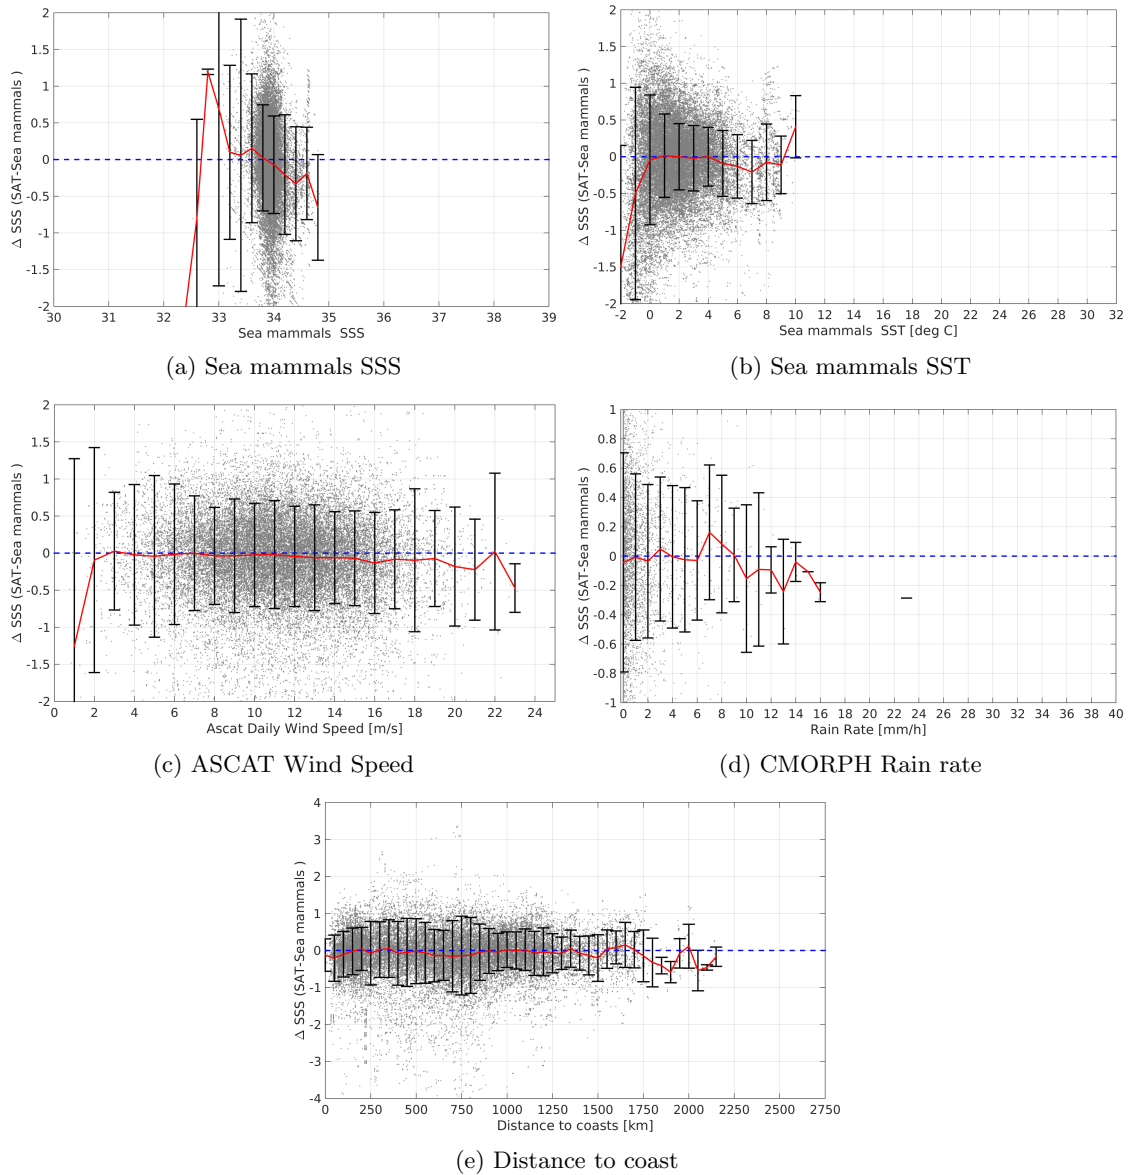 2
1.5
1
0.5
0
-0.5
-1
-1.5
-2
Δ SSS (SAT-Sea mammals )
30 31 32 33 34 35 36 37 38 39
Sea mammals SSS
(a) Sea mammals SSS
2
1.5
1
0.5
0
-0.5
-1
-1.5
-2
Δ SSS (SAT-Sea mammals )
-2 0 2 4 6 8 10 12 14 16 18 20 22 24 26 28 30 32
Sea mammals SST [deg C]
(b) Sea mammals SST
2
1.5
1
0.5
0
-0.5
-1
-1.5
-2
Δ SSS (SAT-Sea mammals )
0 2 4 6 8 10 12 14 16 18 20 22 24
Ascat Daily Wind Speed [m/s]
(c) ASCAT Wind Speed
1
0.8
0.6
0.4
0.2
0
-0.2
-0.4
-0.6
-0.8
-1
Δ SSS (SAT-Sea mammals )
0 2 4 6 8 10 12 14 16 18 20 22 24 26 28 30 32 34 36 38 40
Rain Rate [mm/h]
(d) CMORPH Rain rate
4
3
2
1
0
-1
-2
-3
-4
Δ SSS (SAT-Sea mammals )
0 250 500 750 1000 1250 1500 1750 2000 2250 2500 2750
Distance to coasts [km]
(e) Distance to coast